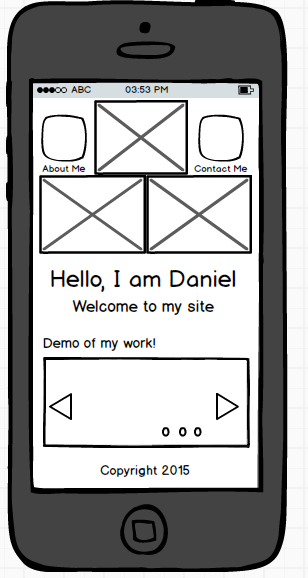 ABC 03:53 PM
About Me Contact Me
Hello, I am Daniel
Welcome to my site
Demo of my work!
Copyright 2015